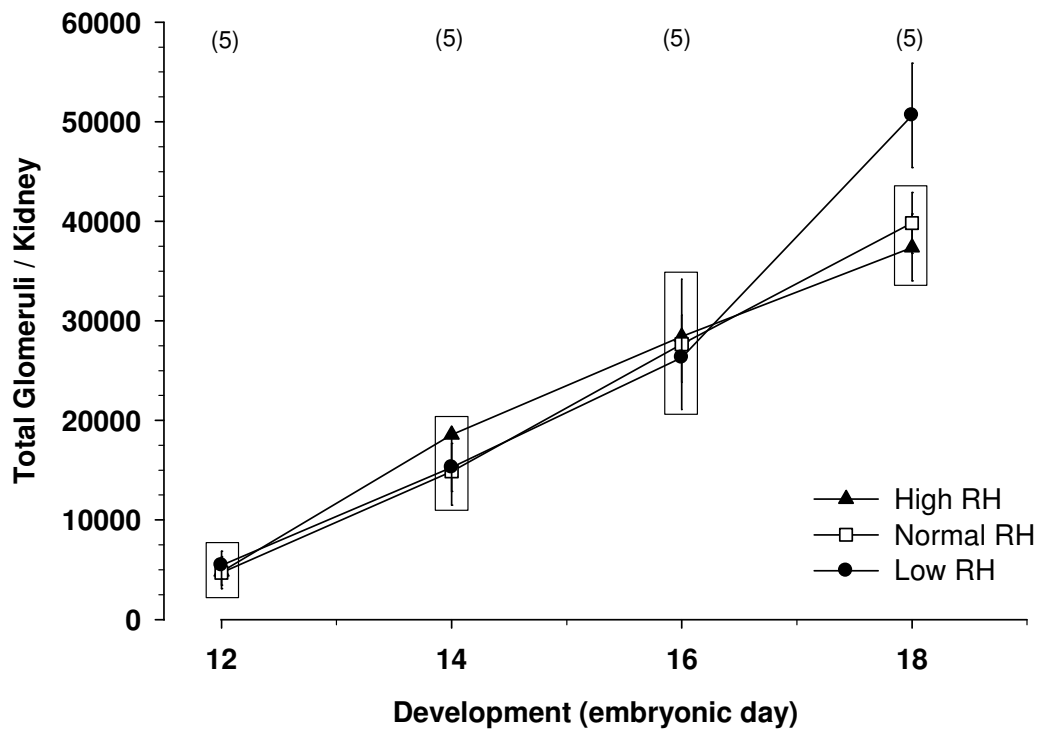 60000
50000
40000
30000
20000
10000
0
Total Glomeruli / Kidney
(5) (5) (5) (5)
High RH
Normal RH
Low RH
12 14 16 18
Development (embryonic day)